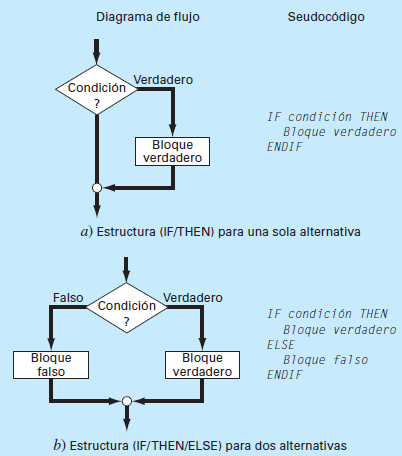 Diagrama de flujo
Seudocódigo
Condición
?
Verdadero
Bloque
verdadero
IF condición THEN
Bloque verdadero
ENDIF
a) Estructura (IF/THEN) para una sola alternativa
Falso
Condición
?
Verdadero
Bloque
falso
Bloque
verdadero
IF condición THEN
Bloque verdadero
ELSE
Bloque falso
ENDIF
b) Estructura (IF/THEN/ELSE) para dos alternativas